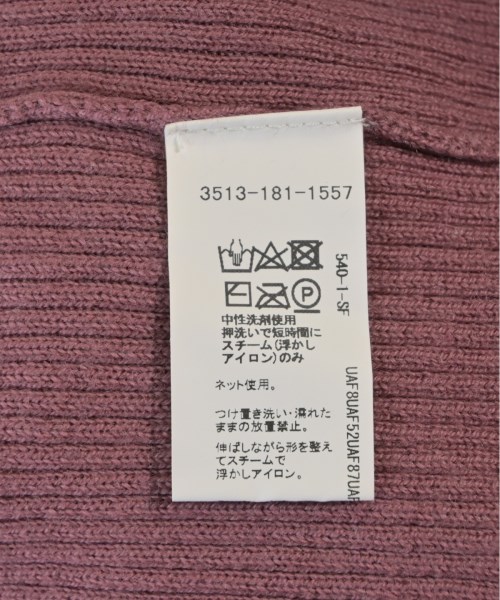 3513-181-1557
540-1-SF
P
中性洗剤使用
押洗いで短時間に
スチーム(浮かし
アイロン)のみ
ネット使用。
つけ置き洗い・濡れた
ままの放置禁止。
伸ばしながら形を整え
てスチームで
浮かしアイロン。
UAF8UAF52UAF87UAF